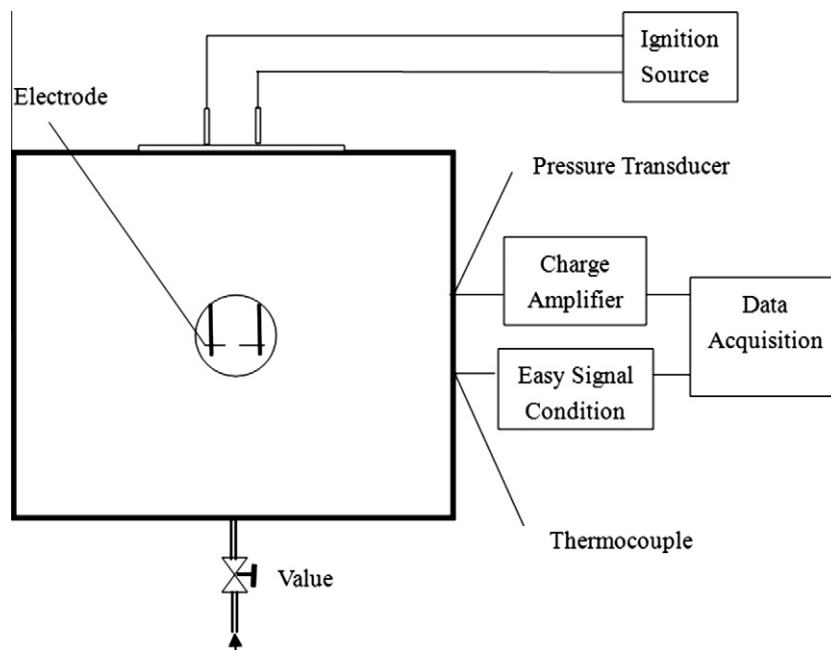 Ignition
Source
Electrode
Pressure Transducer
Charge
Amplifier
Data
Acquisition
Easy Signal
Condition
Thermocouple
Value